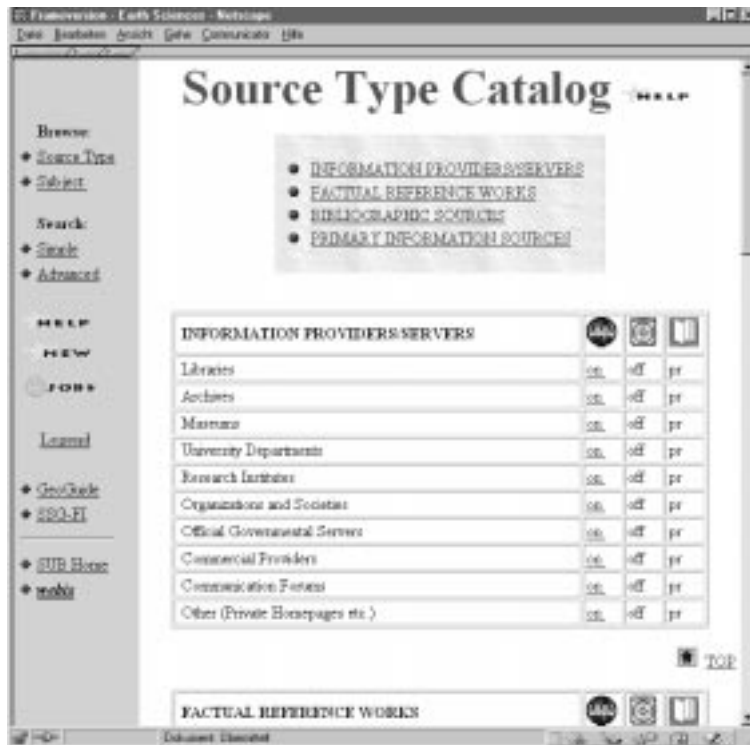 Frameversion - Earth Sciences - Netscape
Datei Bearbeiten Ansicht Gehe Communicator Hilfe
Source Type Catalog HELP
Browse:
Source Type
Subject
Search:
Simple
Advanced
HELP
NEW
JOBS
Legend
GeoGuide
SSG-FI
SUB Home
webis
INFORMATION PROVIDERS/SERVERS
FACTUAL REFERENCE WORKS
BIBLIOGRAPHIC SOURCES
PRIMARY INFORMATION SOURCES
INFORMATION PROVIDERS/SERVERS
Libraries on off pr
Archives on off pr
Museums on off pr
University Departments on off pr
Research Institutes on off pr
Organizations and Societies on off pr
Official Governmental Servers on off pr
Commercial Providers on off pr
Communication Forums on off pr
Other (Private Homepages etc.) on off pr
TOP
FACTUAL REFERENCE WORKS
Dokument: Übermittelt